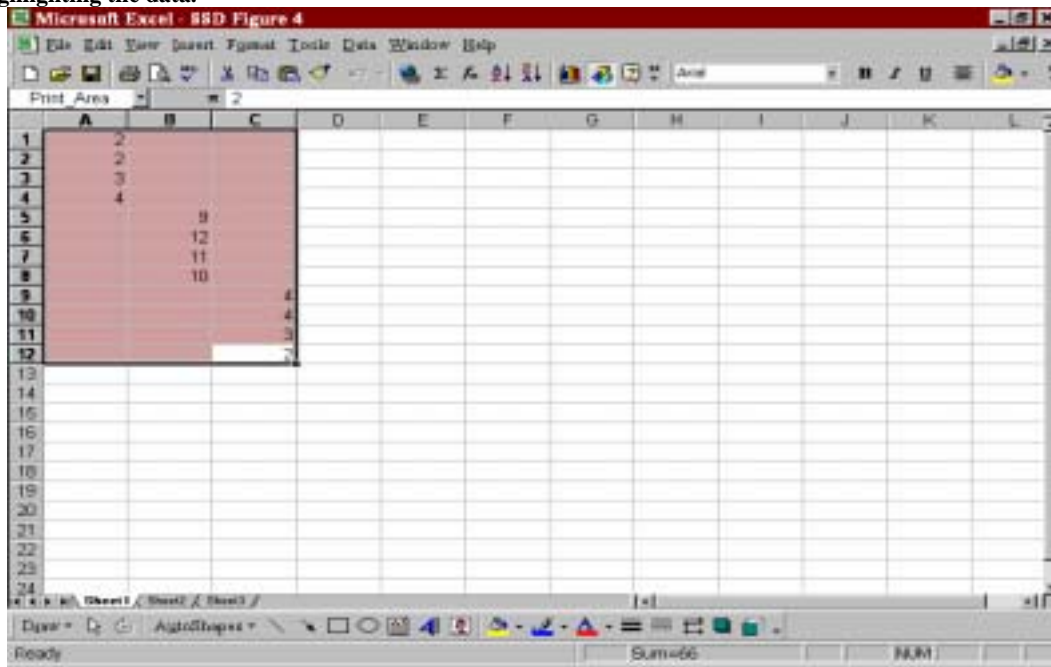 the data.
Microsoft Excel - SSD Figure 4
File Edit View Insert Format Tools Data Window Help
Arial
Print_Area = 2
A B C D E F G H I J K L
1 2
2 2
3 3
4 4
5 9
6 12
7 11
8 10
9 4
10 4
11 3
12 2
13
14
15
16
17
18
19
20
21
22
23
24
Sheet1 Sheet2 Sheet3
Draw AutoShapes
Ready Sum=66 NUM